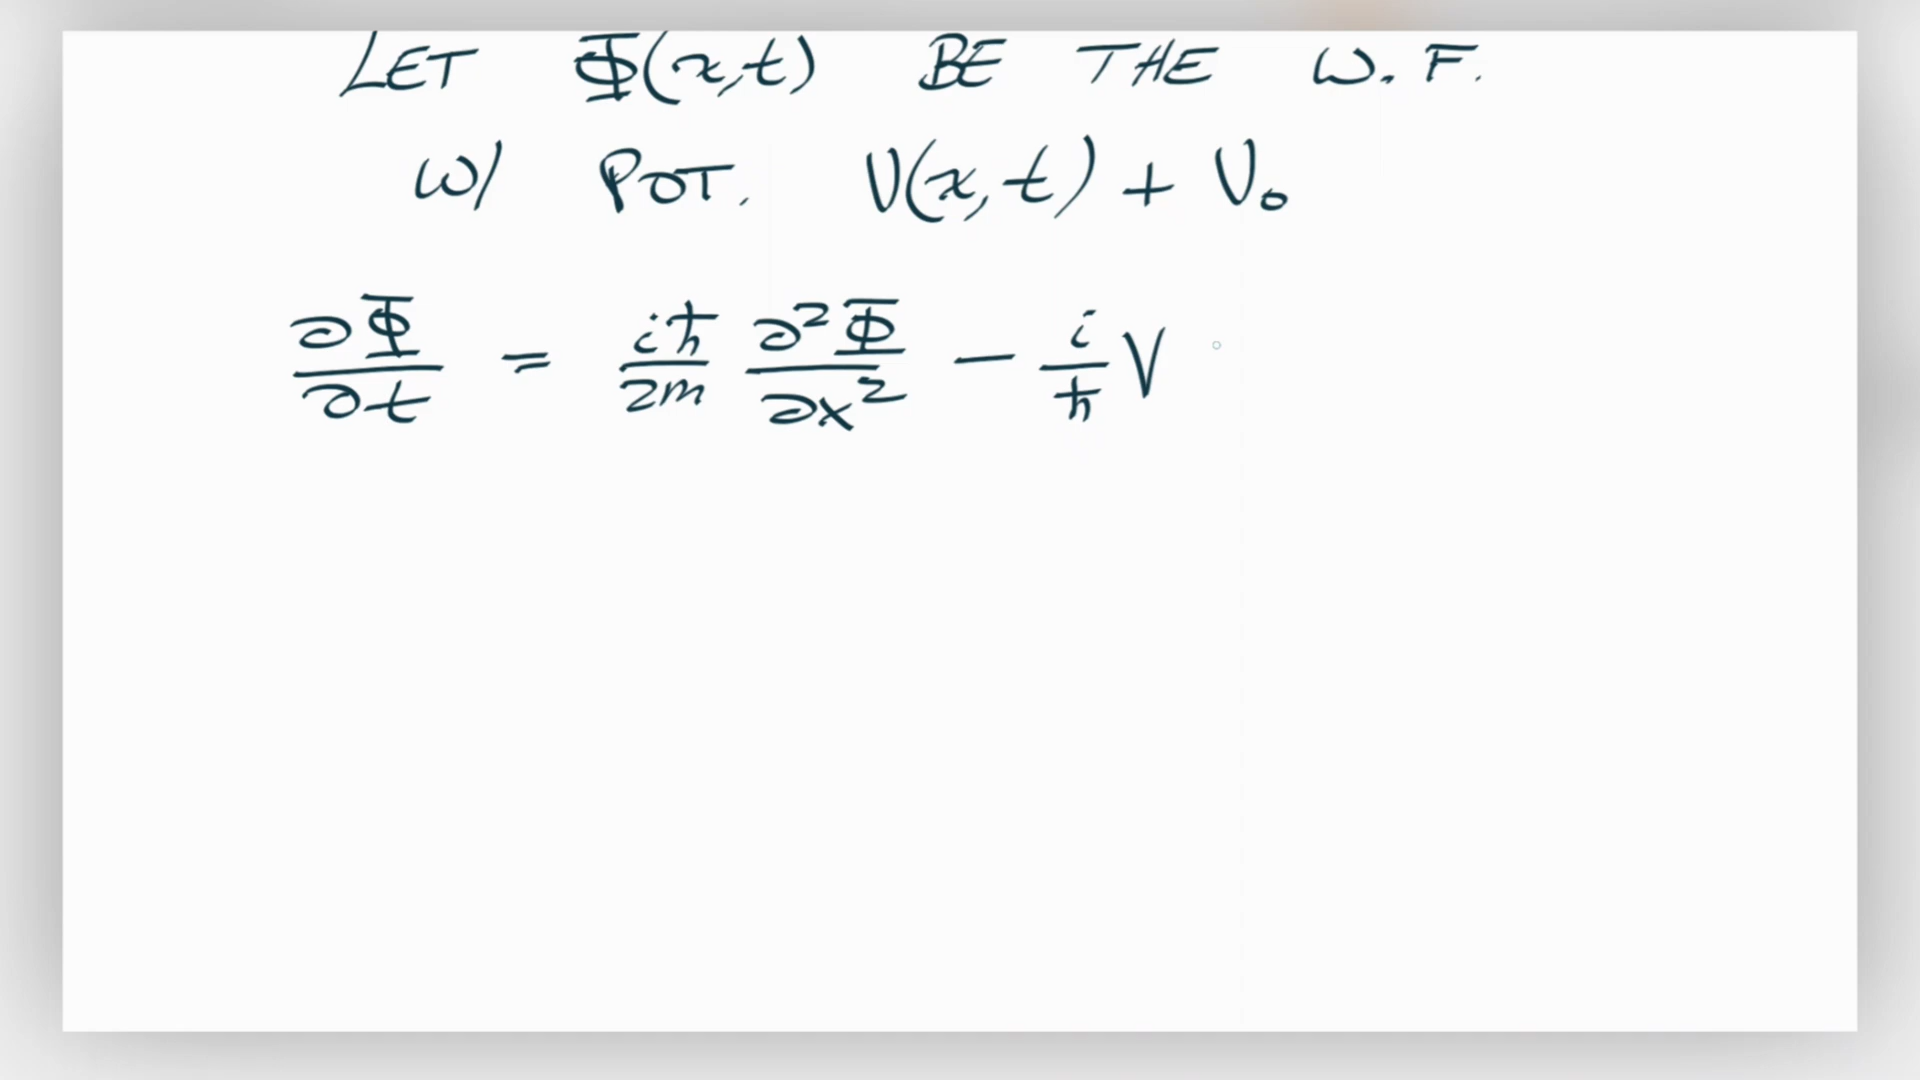 LET Φ(x,t) BE THE W.F.
W/ POT. V(x,t) + V₀
∂Φ/∂t = iħ/2m ∂²Φ/∂x² - i/ħ V